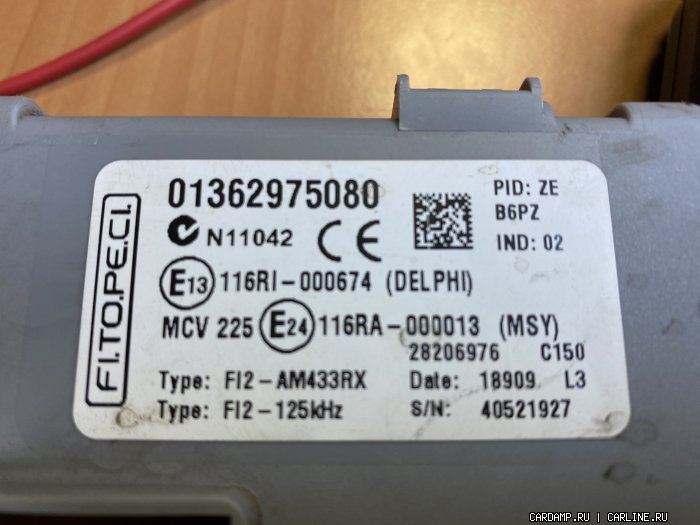 FI.TO.PE.CI.
01362975080
N11042 CE
E13 116RI-000674 (DELPHI)
MCV 225 E24 116RA-000013 (MSY)
28206976 C150
Type: FI2-AM433RX Date: 18909 L3
Type: FI2-125kHz S/N: 40521927
PID: ZE
B6PZ
IND: 02
CARDAMP.RU | CARLINE.RU